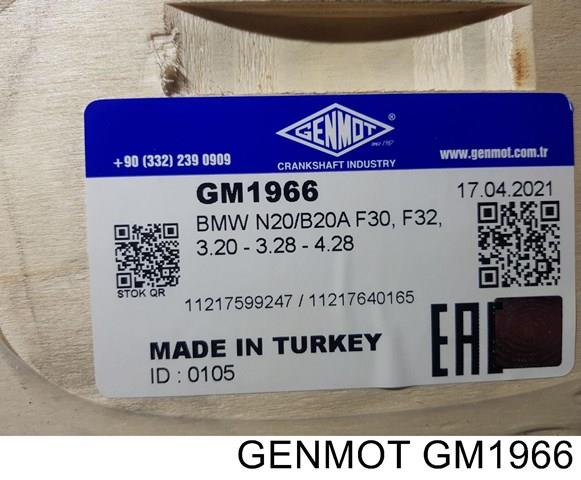 GENMOT ®
since 1967
CRANKSHAFT INDUSTRY
+90 (332) 239 0909
www.genmot.com.tr
GM1966
17.04.2021
BMW N20/B20A F30, F32,
3.20 - 3.28 - 4.28
STOK QR
11217599247 / 11217640165
EAC
MADE IN TURKEY
ID : 0105
GENMOT GM1966